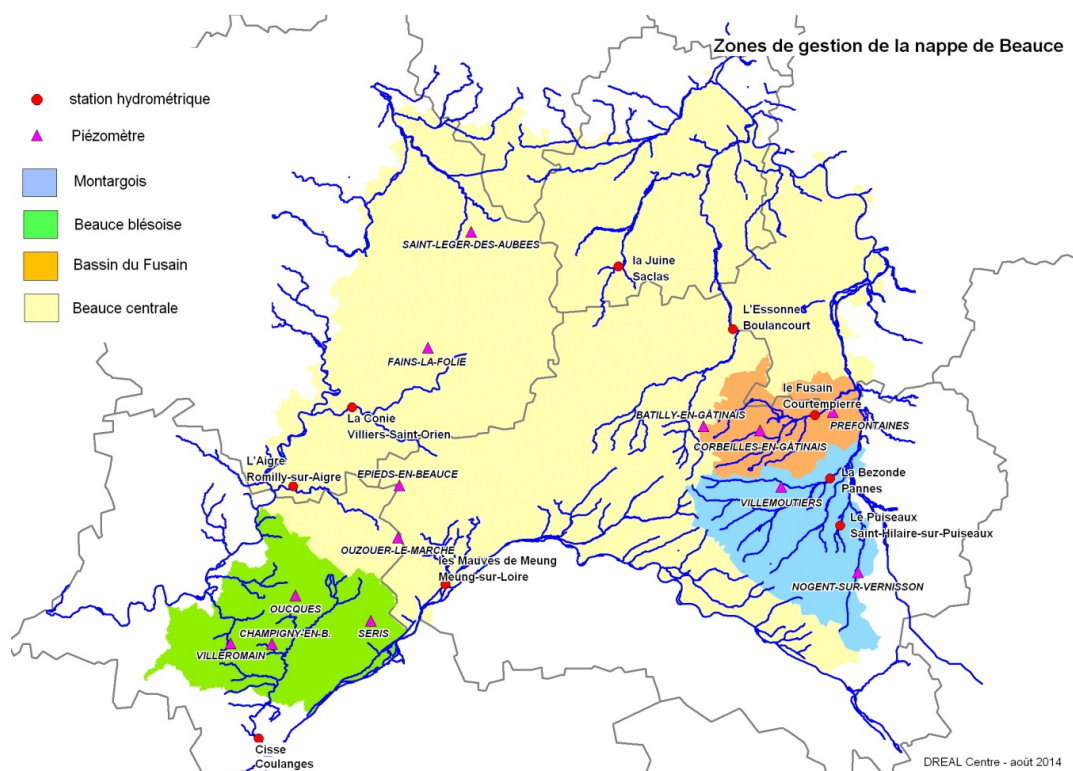 Zones de gestion de la nappe de Beauce
station hydrométrique
Piézomètre
Montargois
Beauce blésoise
Bassin du Fusain
Beauce centrale
SAINT-LEGER-DES-AUBEES
la Juine
Saclas
L'Essonnes
Boulancourt
FAINS-LA-FOLIE
le Fusain
Courtempierre
La Conie
Villiers-Saint-Orien
BATILLY-EN-GÂTINAIS
PREFONTAINES
CORBEILLES-EN-GÂTINAIS
L'Aigre
Romilly-sur-Aigre
EPIEDS-EN-BEAUCE
La Bezonde
Pannes
VILLEMOUTIERS
Le Puiseaux
Saint-Hilaire-sur-Puiseaux
OUZOUER-LE-MARCHE
les Mauves de Meung
Meung-sur-Loire
NOGENT-SUR-VERNISSON
OUCQUES
CHAMPIGNY-EN-B.
SERIS
VILLEROMAIN
Cisse
Coulanges
DREAL Centre - août 2014